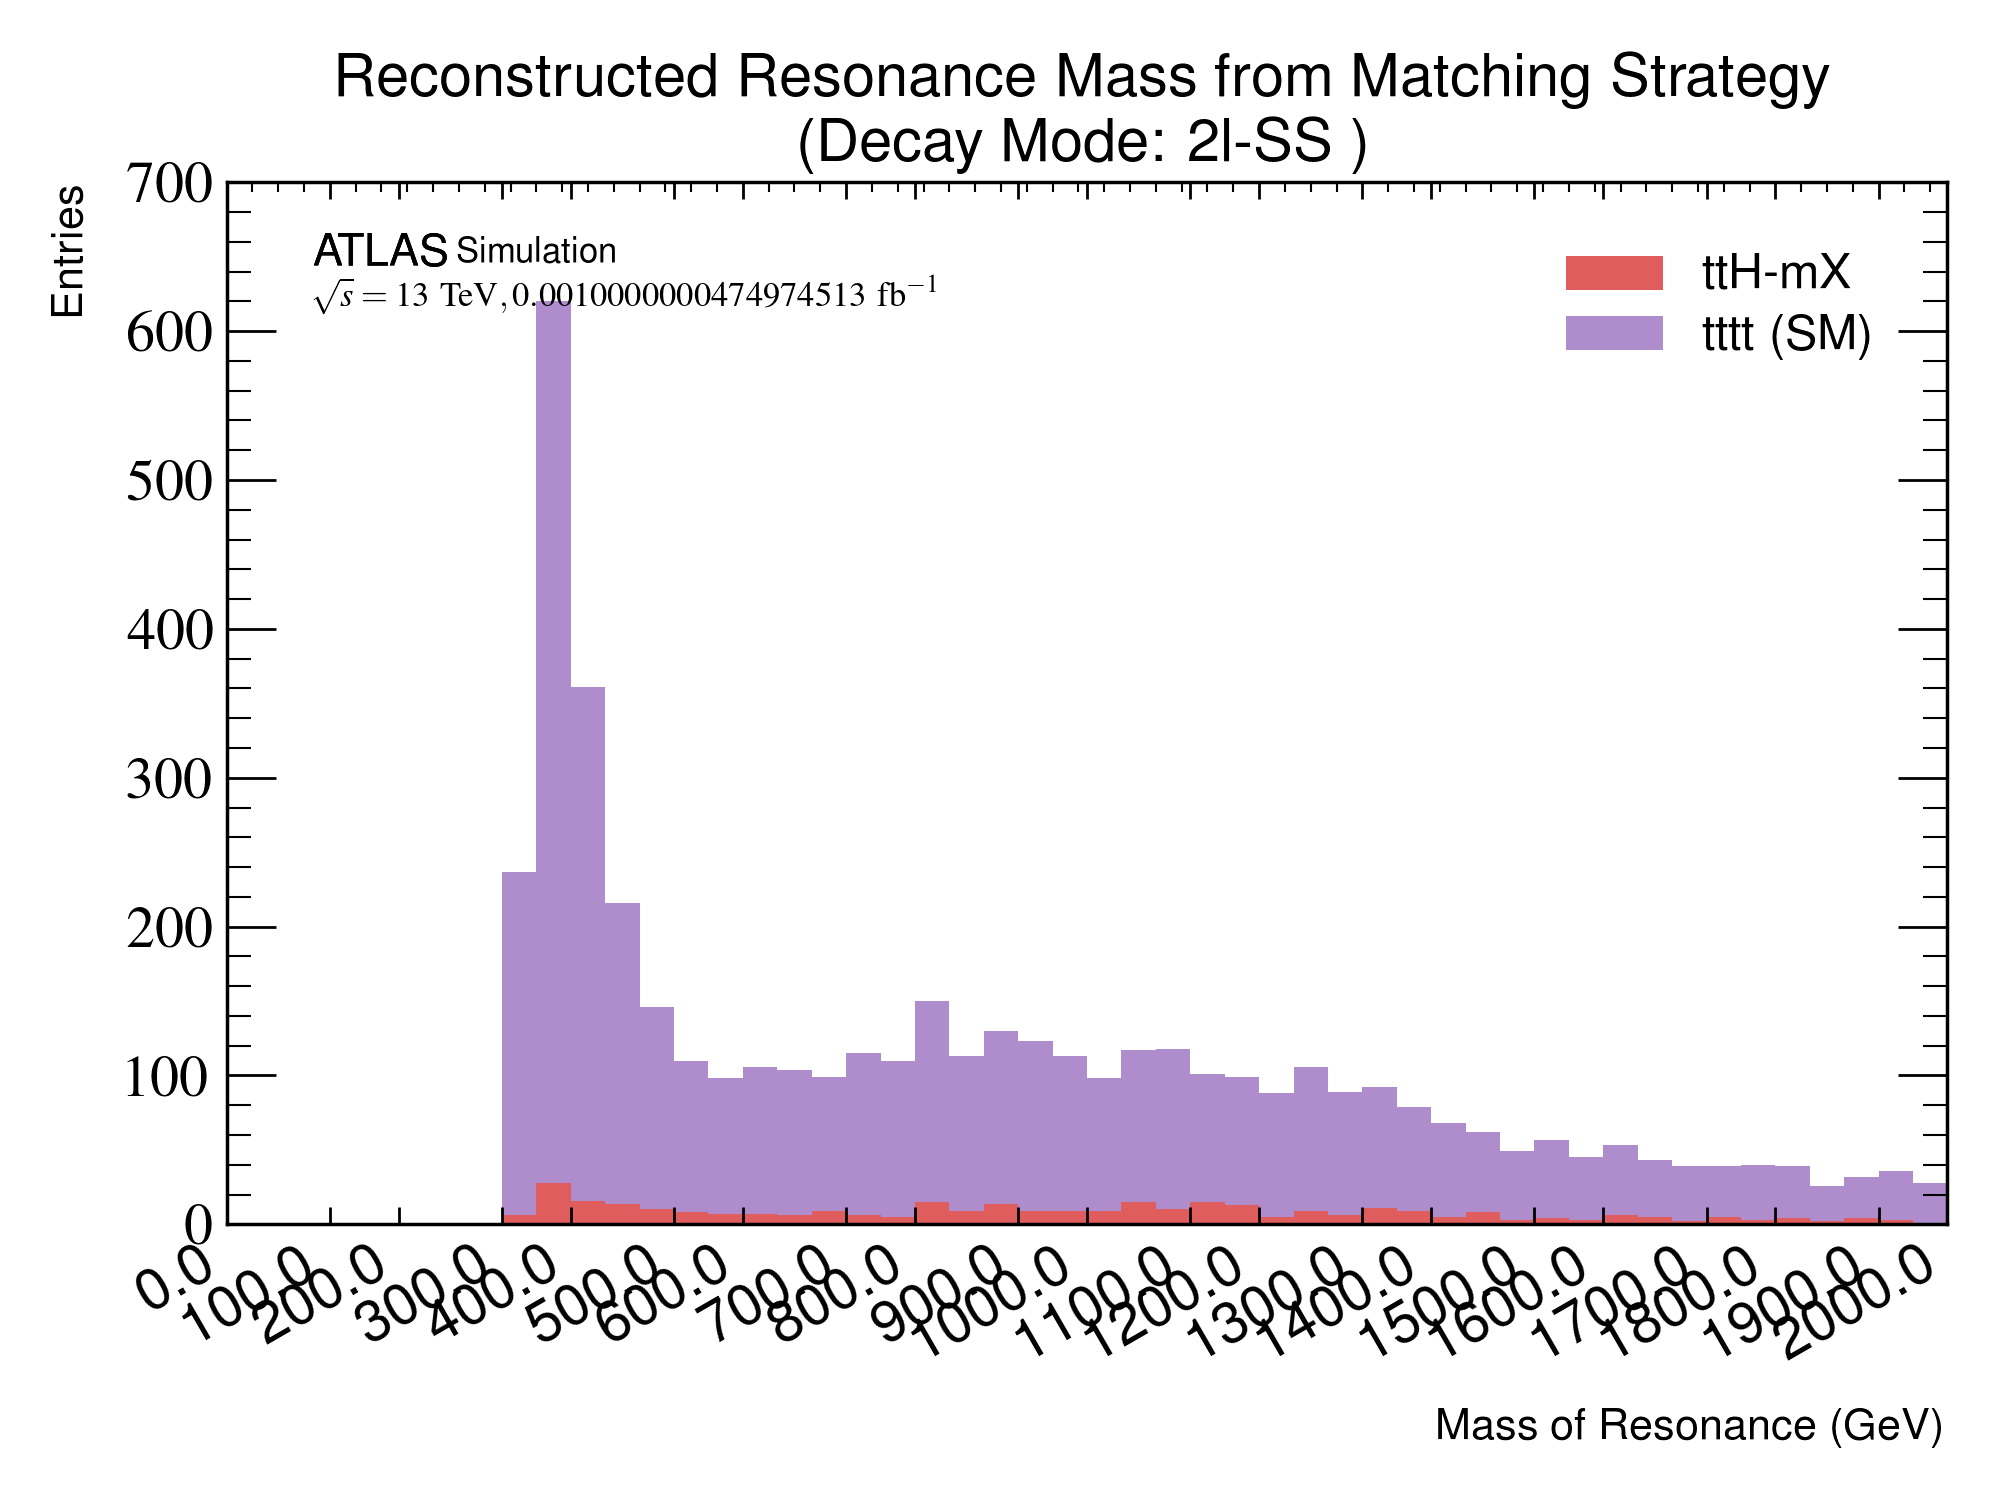 Reconstructed Resonance Mass from Matching Strategy
(Decay Mode: 2l-SS )
Entries
700
600
500
400
300
200
100
0
ATLAS Simulation
√s = 13 TeV, 0.0010000000474974513 fb⁻¹
ttH-mX
tttt (SM)
0.0 100.0 200.0 300.0 400.0 500.0 600.0 700.0 800.0 900.0 1000.0 1100.0 1200.0 1300.0 1400.0 1500.0 1600.0 1700.0 1800.0 1900.0 2000.0
Mass of Resonance (GeV)